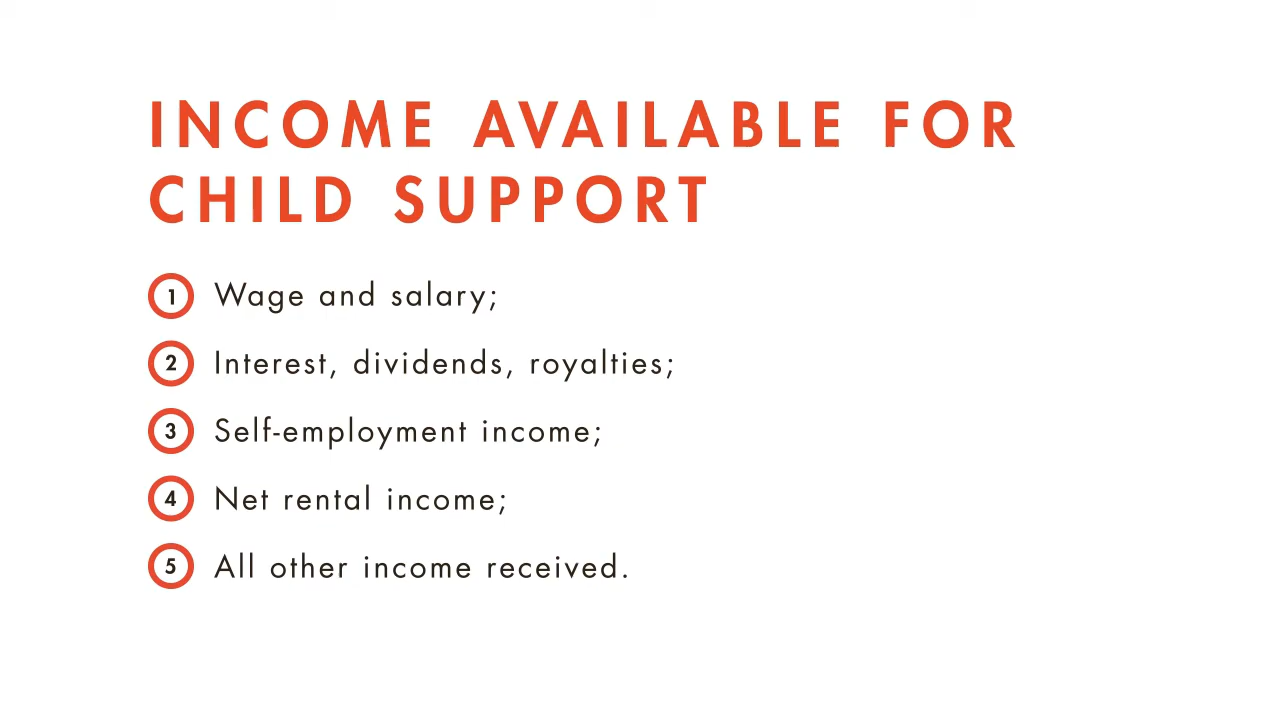 INCOME AVAILABLE FOR
CHILD SUPPORT
1 Wage and salary;
2 Interest, dividends, royalties;
3 Self-employment income;
4 Net rental income;
5 All other income received.